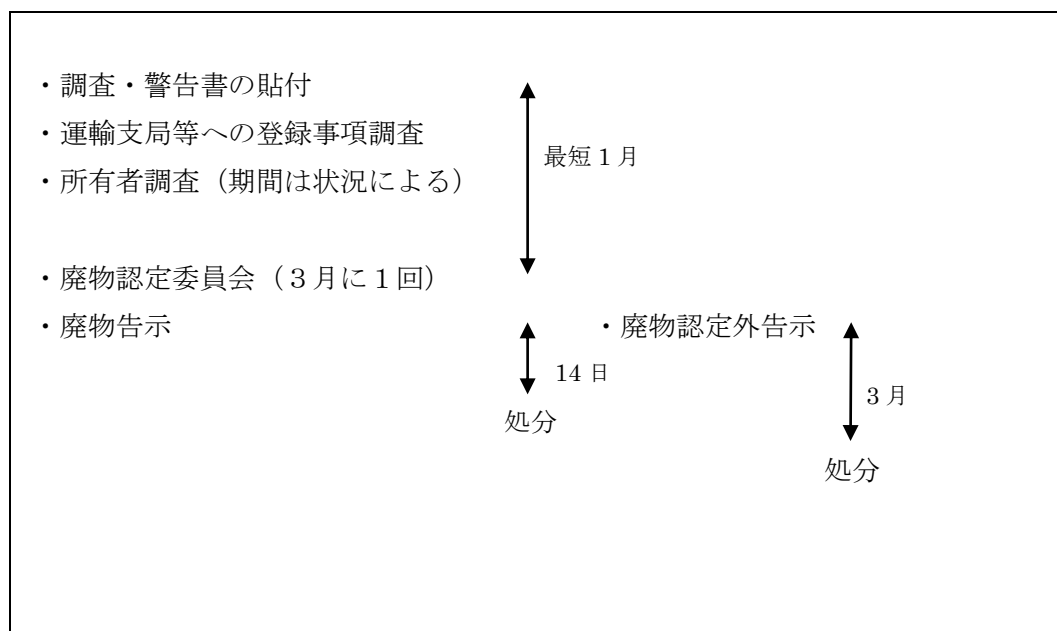 ・調査・警告書の貼付
・運輸支局等への登録事項調査
最短１月
・所有者調査（期間は状況による）
・廃物認定委員会（３月に１回）
・廃物告示
・廃物認定外告示
14 日
3 月
処分
処分